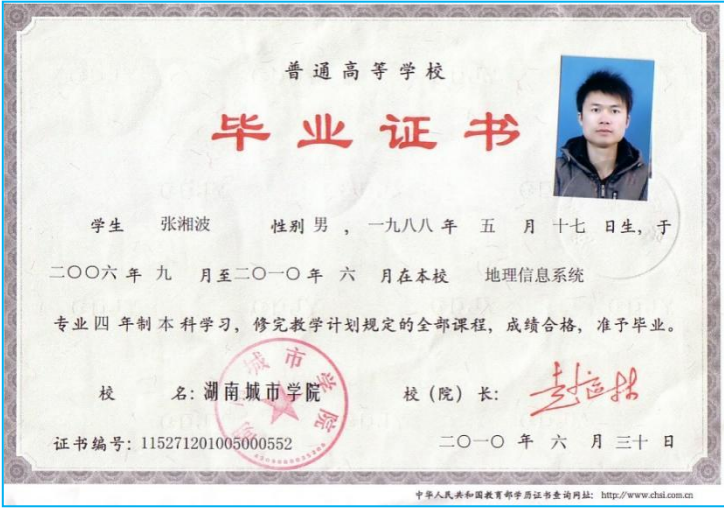 普通高等学校
毕业证书
学生 张湘波 性别 男 ，一九八八 年 五 月 十七 日生，于
二〇〇六 年 九 月至 二〇一〇 年 六 月在本校 地理信息系统
专业 四 年制 本 科学习，修完教学计划规定的全部课程，成绩合格，准予毕业。
校 名：湖南城市学院 校（院）长：
证书编号：115271201005000552 二〇一〇 年 六 月 三十 日
中华人民共和国教育部学历证书查询网址： http://www.chsi.com.cn